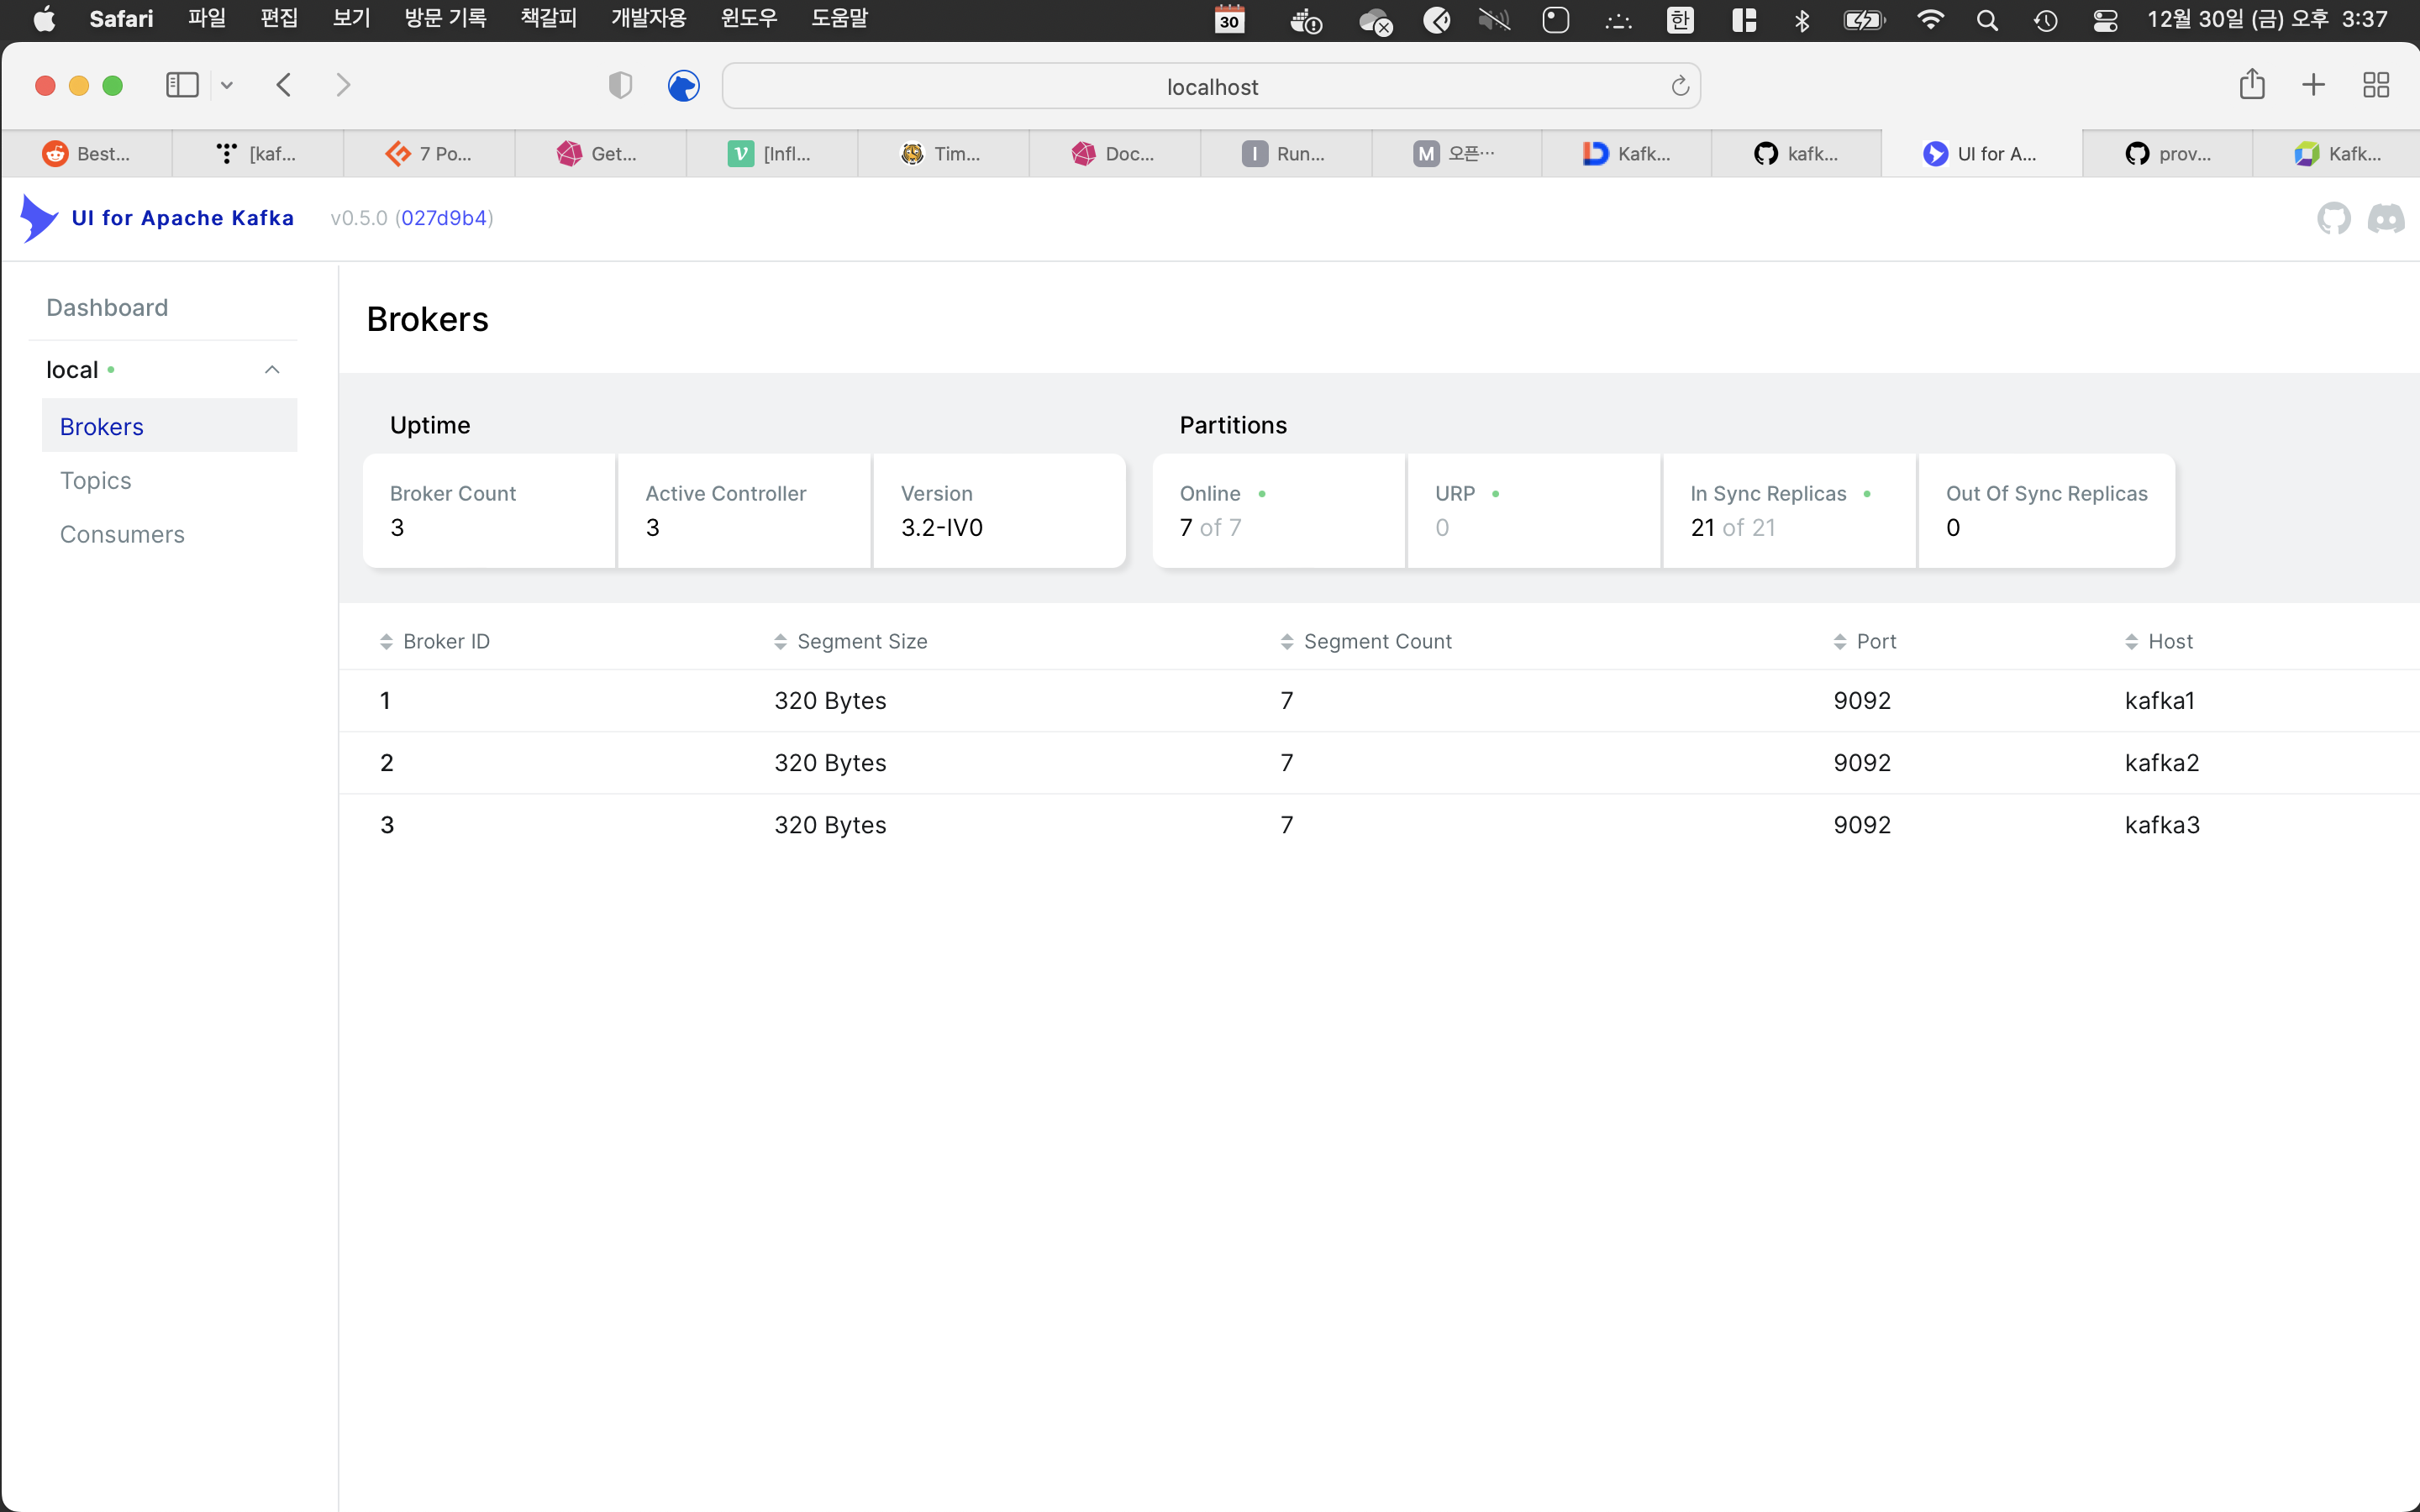 Safari 파일 편집 보기 방문 기록 책갈피 개발자용 윈도우 도움말 30 한 12월 30일 (금) 오후 3:37
localhost
Best... [kaf... 7 Po... Get... V [Infl... Tim... Doc... I Run... M 오픈… Kafk... kafk... UI for A... prov... Kafk...
UI for Apache Kafka v0.5.0 (027d9b4)
Dashboard
local
Brokers
Topics
Consumers
Brokers
Uptime Partitions
Broker Count Active Controller Version Online URP In Sync Replicas Out Of Sync Replicas
3 3 3.2-IV0 7 of 7 0 21 of 21 0
Broker ID Segment Size Segment Count Port Host
1 320 Bytes 7 9092 kafka1
2 320 Bytes 7 9092 kafka2
3 320 Bytes 7 9092 kafka3